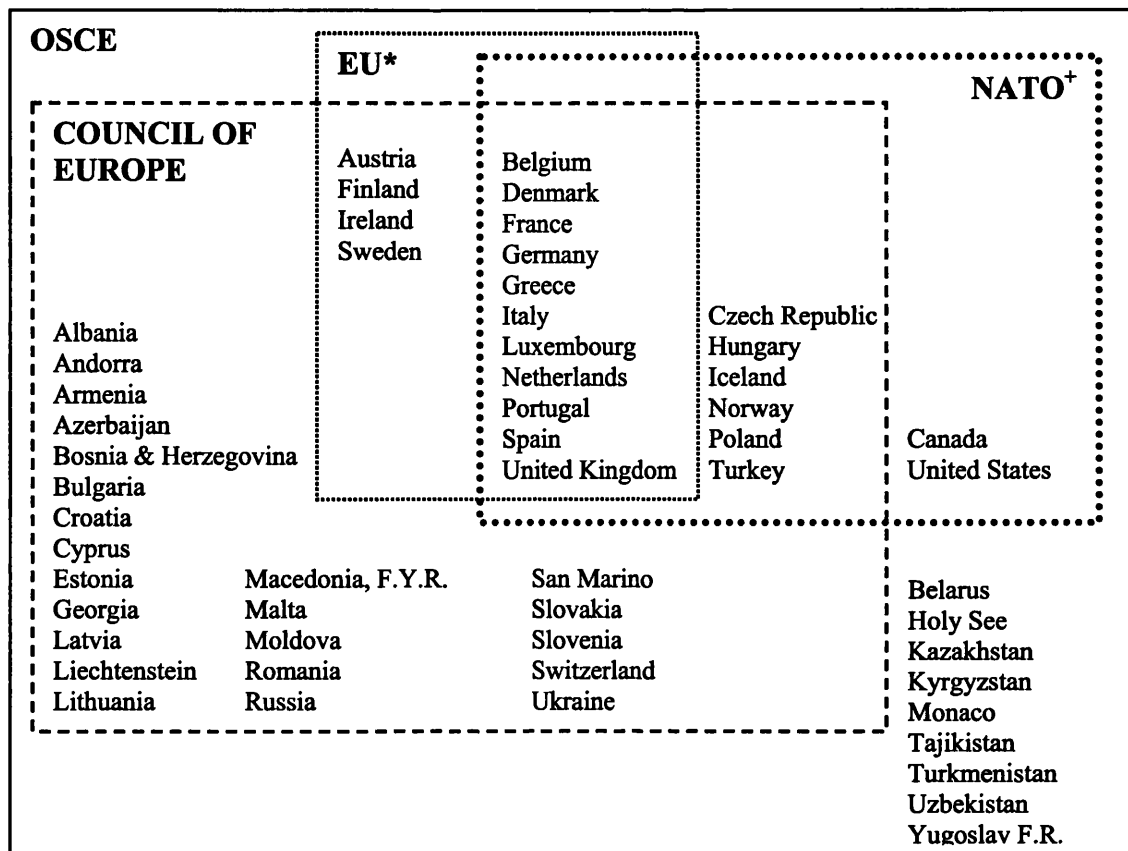 OSCE
EU*
NATO+
COUNCIL OF
EUROPE
Austria
Finland
Ireland
Sweden
Belgium
Denmark
France
Germany
Greece
Italy
Luxembourg
Netherlands
Portugal
Spain
United Kingdom
Czech Republic
Hungary
Iceland
Norway
Poland
Turkey
Canada
United States
Albania
Andorra
Armenia
Azerbaijan
Bosnia & Herzegovina
Bulgaria
Croatia
Cyprus
Estonia
Georgia
Latvia
Liechtenstein
Lithuania
Macedonia, F.Y.R.
Malta
Moldova
Romania
Russia
San Marino
Slovakia
Slovenia
Switzerland
Ukraine
Belarus
Holy See
Kazakhstan
Kyrgyzstan
Monaco
Tajikistan
Turkmenistan
Uzbekistan
Yugoslav F.R.